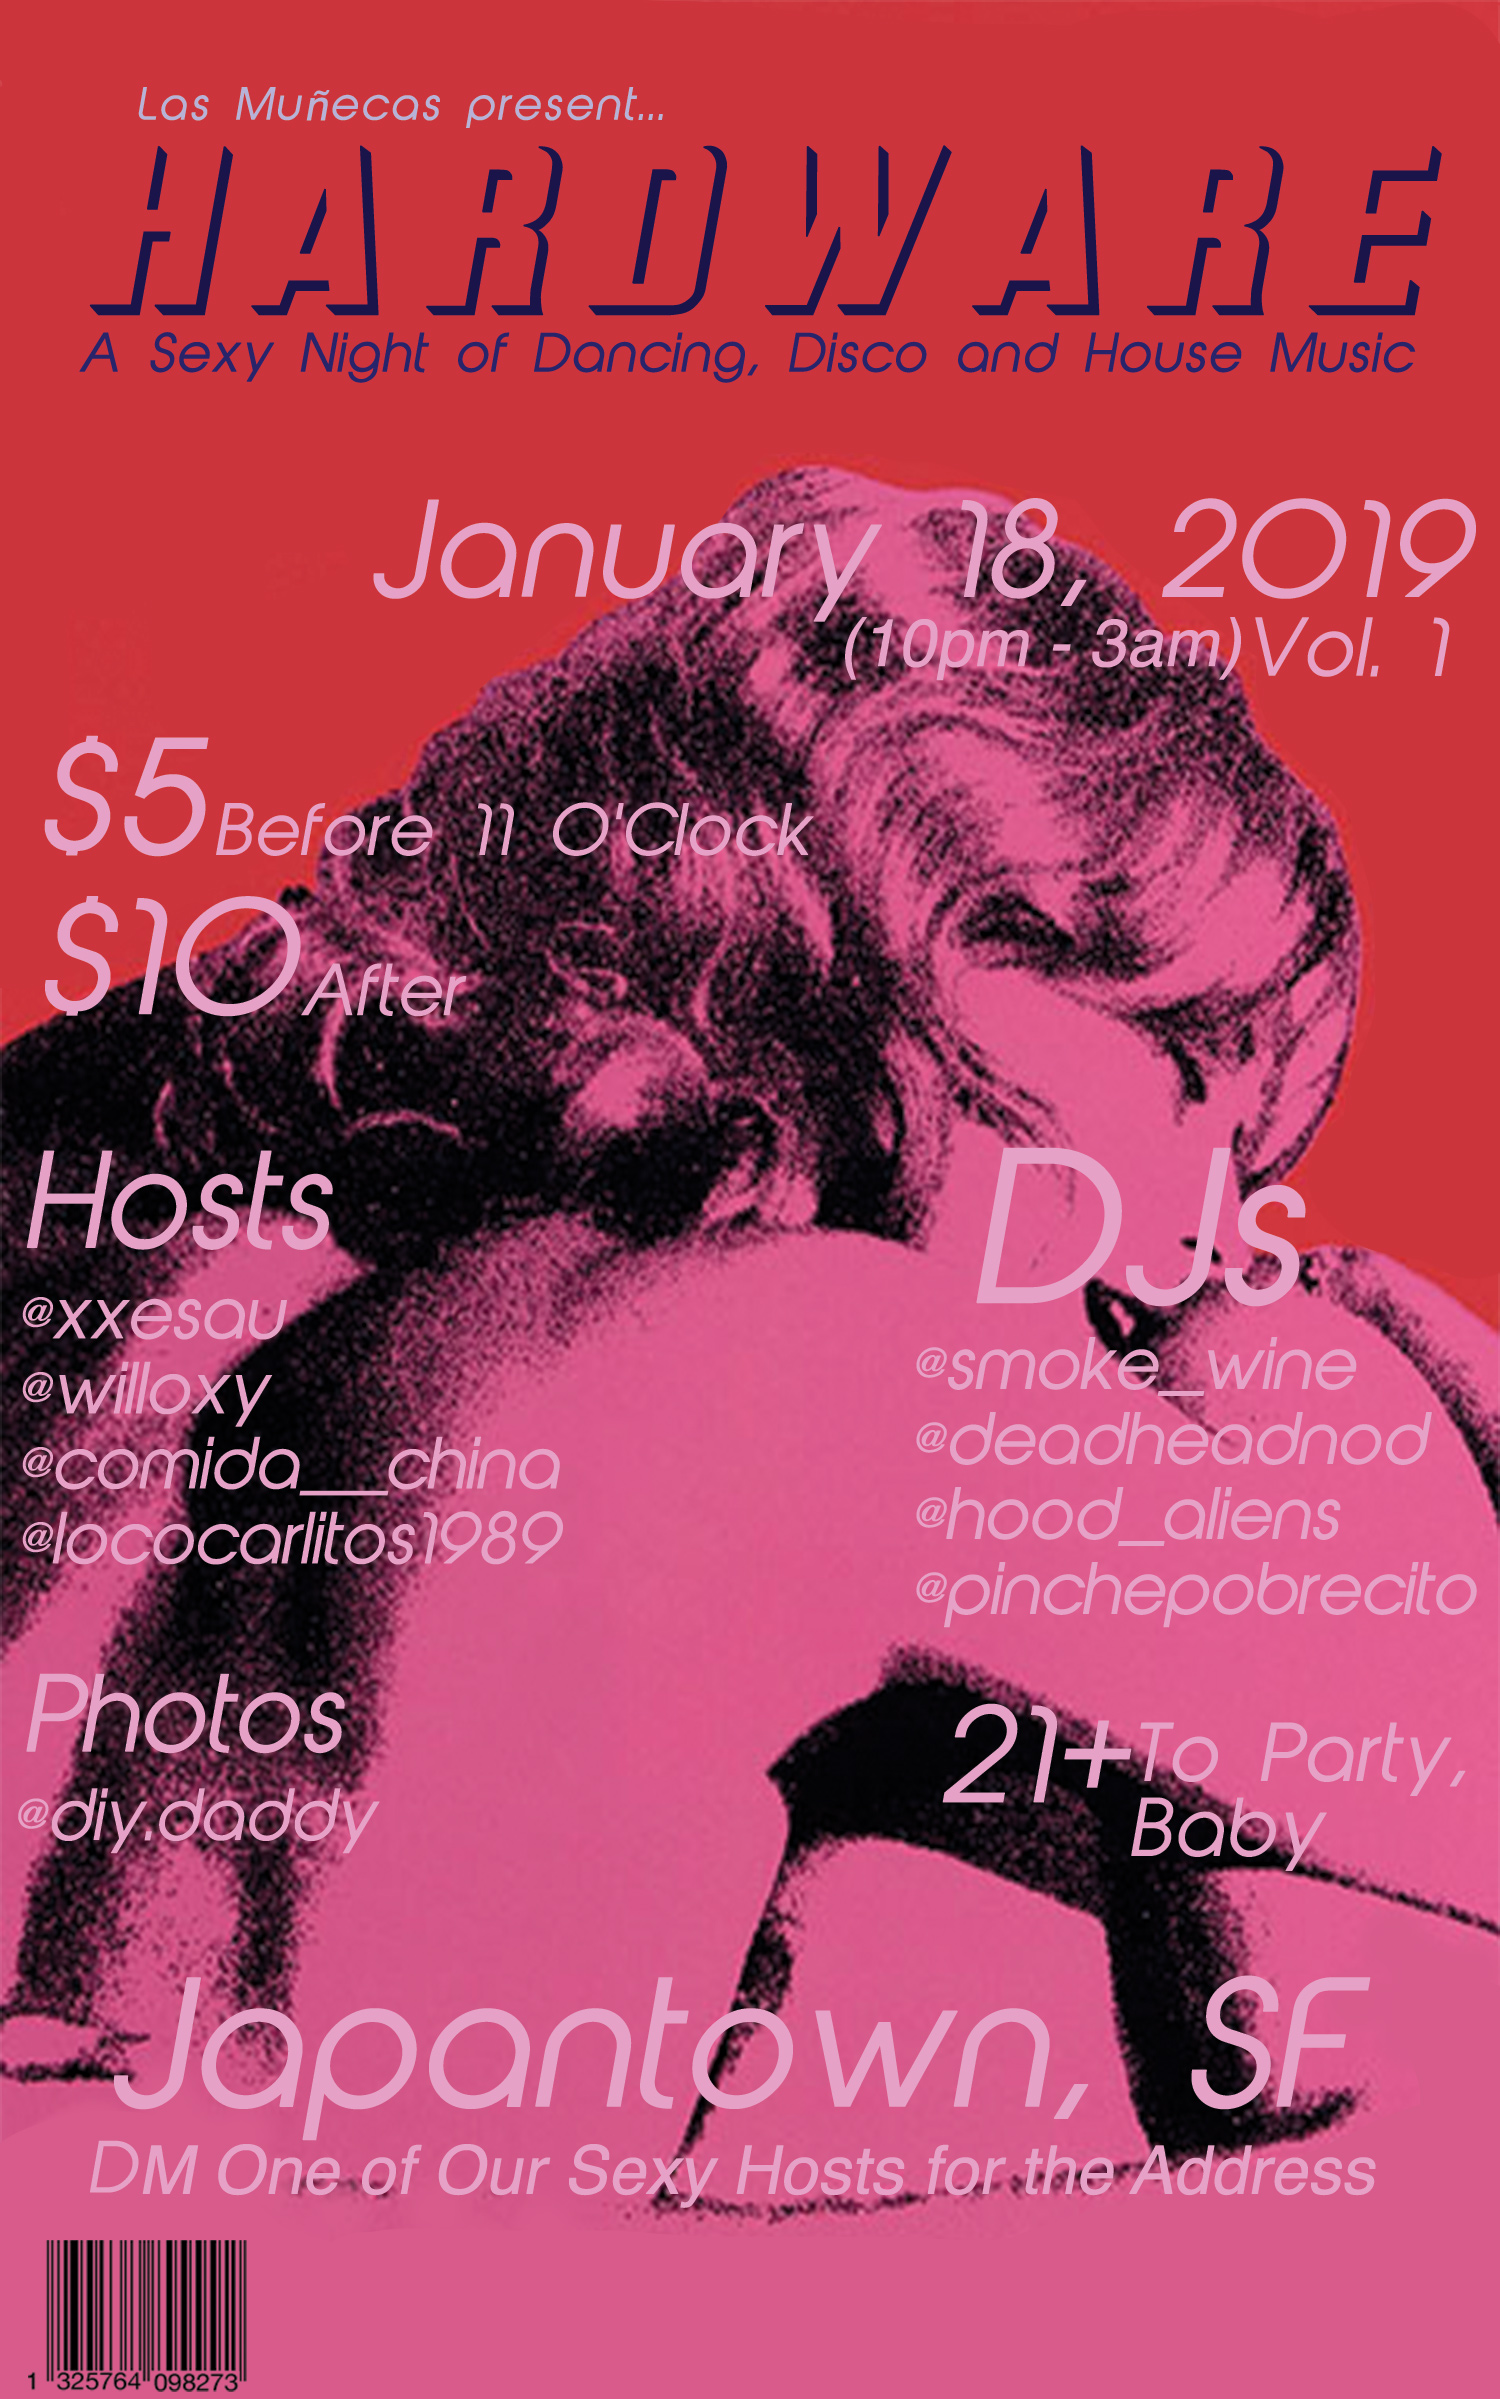 Las Muñecas present...
HARDWARE
A Sexy Night of Dancing, Disco and House Music
January 18, 2019
(10pm - 3am) Vol. 1
$5 Before 11 O'Clock
$10 After
Hosts
@xxesau
@willoxy
@comida___china
@lococarlitos1989
DJs
@smoke_wine
@deadheadnod
@hood_aliens
@pinchepobrecito
Photos
@diy.daddy
21+ To Party,
Baby
Japantown, SF
DM One of Our Sexy Hosts for the Address
1 325764 098273